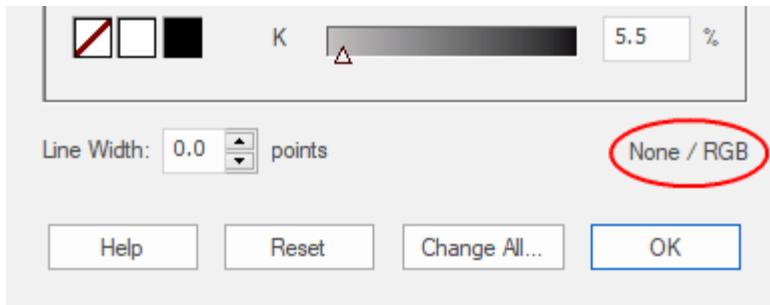 K 5.5 %
Line Width: 0.0 points None / RGB
Help Reset Change All... OK